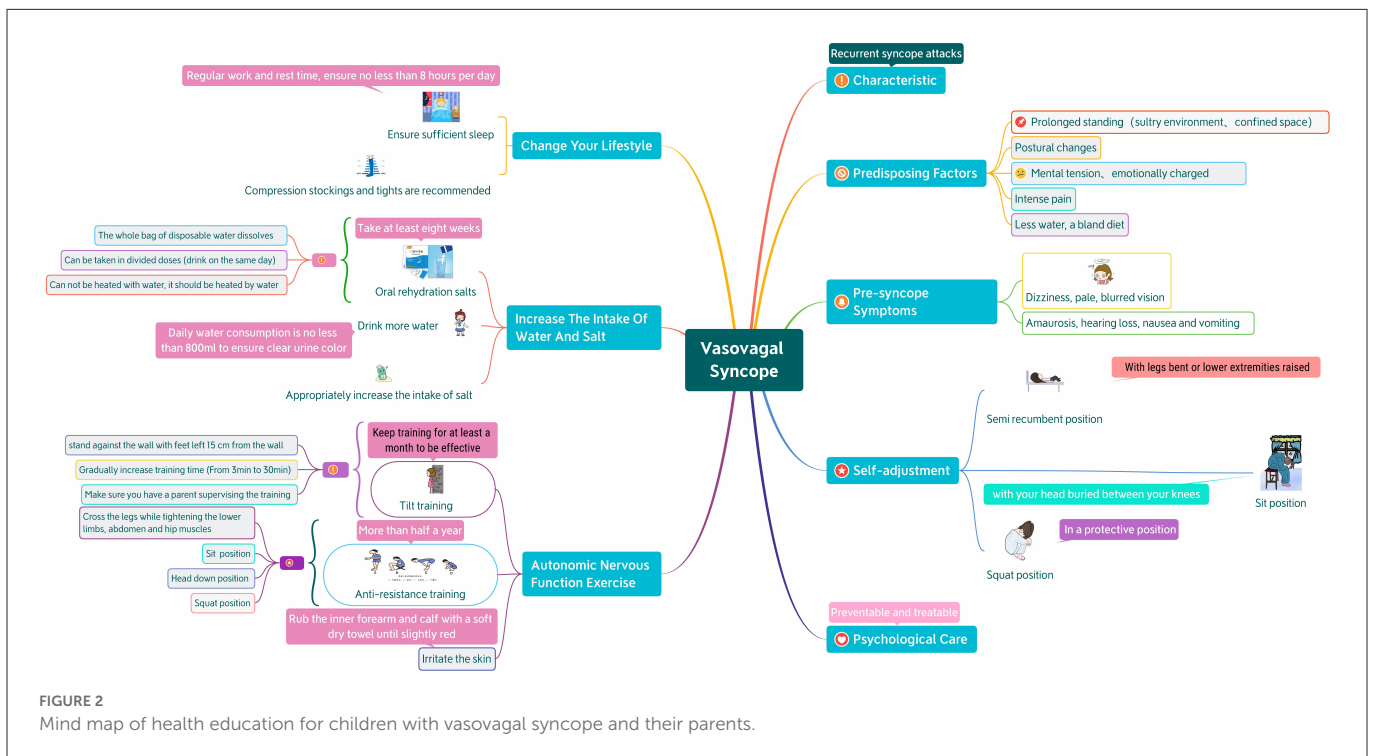 Recurrent syncope attacks
Characteristic
Regular work and rest time, ensure no less than 8 hours per day
Ensure sufficient sleep
Change Your Lifestyle
Compression stockings and tights are recommended
Predisposing Factors
Prolonged standing（sultry environment、confined space）
Postural changes
Mental tension、emotionally charged
Intense pain
Less water, a bland diet
Take at least eight weeks
The whole bag of disposable water dissolves
Can be taken in divided doses (drink on the same day)
Can not be heated with water, it should be heated by water
Oral rehydration salts
Increase The Intake Of
Water And Salt
Drink more water
Daily water consumption is no less
than 800ml to ensure clear urine color
Appropriately increase the intake of salt
Pre-syncope
Symptoms
Dizziness, pale, blurred vision
Amaurosis, hearing loss, nausea and vomiting
Vasovagal
Syncope
With legs bent or lower extremities raised
Semi recumbent position
Self-adjustment
with your head buried between your knees
Sit position
In a protective position
Squat position
Keep training for at least a
month to be effective
stand against the wall with feet left 15 cm from the wall
Gradually increase training time (From 3min to 30min)
Make sure you have a parent supervising the training
Tilt training
Cross the legs while tightening the lower
limbs, abdomen and hip muscles
Sit position
Head down position
Squat position
More than half a year
Anti-resistance training
Autonomic Nervous
Function Exercise
Rub the inner forearm and calf with a soft
dry towel until slightly red
Irritate the skin
Preventable and treatable
Psychological Care
FIGURE 2
Mind map of health education for children with vasovagal syncope and their parents.